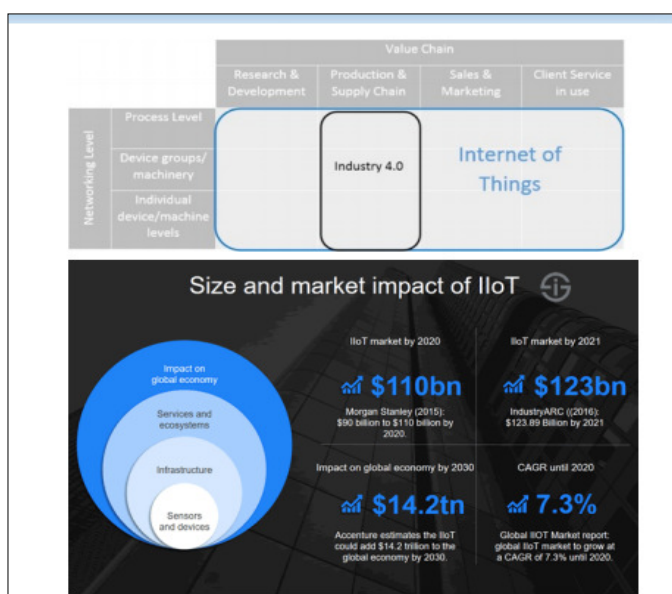 Value Chain
Research &
Development
Production &
Supply Chain
Sales &
Marketing
Client Service
in use
Networking Level
Process Level
Device groups/
machinery
Individual
device/machine
levels
Industry 4.0
Internet of
Things
Size and market impact of IIoT
Impact on
global economy
Services and
ecosystems
Infrastructure
Sensors
and devices
IIoT market by 2020
$110bn
Morgan Stanley (2015):
$90 billion to $110 billion by
2020.
IIoT market by 2021
$123bn
IndustryARC ((2016):
$123.89 Billion by 2021
Impact on global economy by 2030
$14.2tn
Accenture estimates the IIoT
could add $14.2 trillion to the
global economy by 2030.
CAGR until 2020
7.3%
Global IIOT Market report:
global IIoT market to grow at
a CAGR of 7.3% until 2020.